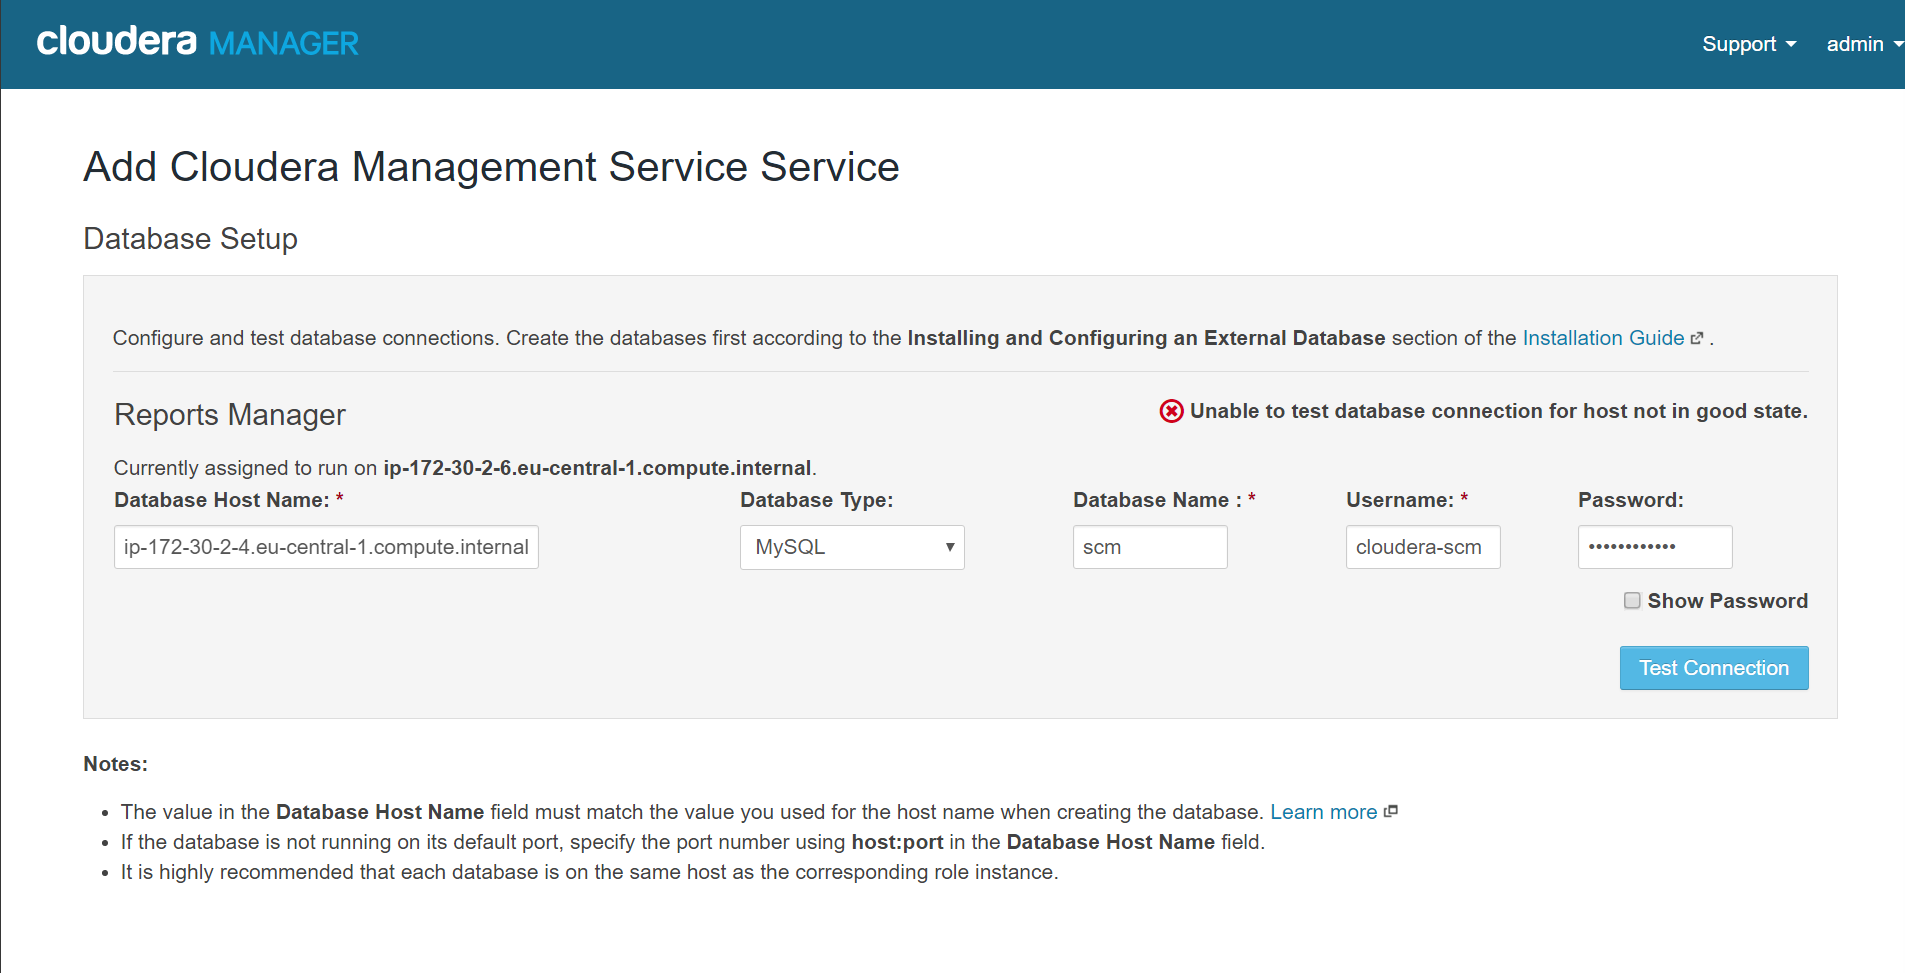 cloudera MANAGER
Support admin
Add Cloudera Management Service Service
Database Setup
Configure and test database connections. Create the databases first according to the Installing and Configuring an External Database section of the Installation Guide .
Reports Manager
Unable to test database connection for host not in good state.
Currently assigned to run on ip-172-30-2-6.eu-central-1.compute.internal.
Database Host Name: * Database Type: Database Name : * Username: * Password:
ip-172-30-2-4.eu-central-1.compute.internal MySQL scm cloudera-scm ••••••••••••
Show Password
Test Connection
Notes:
• The value in the Database Host Name field must match the value you used for the host name when creating the database. Learn more
• If the database is not running on its default port, specify the port number using host:port in the Database Host Name field.
• It is highly recommended that each database is on the same host as the corresponding role instance.